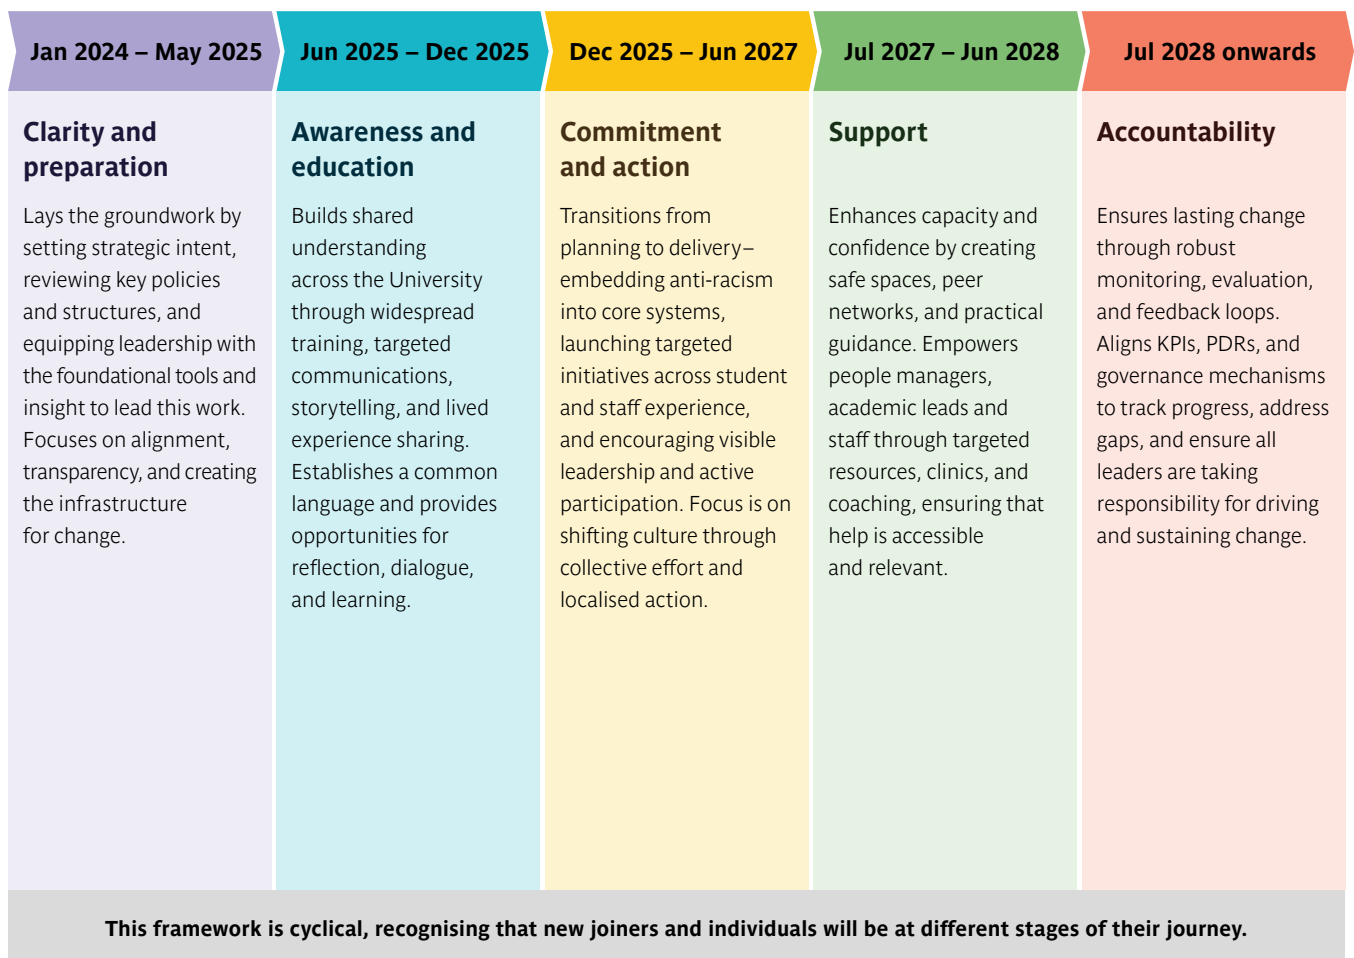 Jan 2024 – May 2025
Jun 2025 – Dec 2025
Dec 2025 – Jun 2027
Jul 2027 – Jun 2028
Jul 2028 onwards
Clarity and
preparation
Lays the groundwork by
setting strategic intent,
reviewing key policies
and structures, and
equipping leadership with
the foundational tools and
insight to lead this work.
Focuses on alignment,
transparency, and creating
the infrastructure
for change.
Awareness and
education
Builds shared
understanding
across the University
through widespread
training, targeted
communications,
storytelling, and lived
experience sharing.
Establishes a common
language and provides
opportunities for
reflection, dialogue,
and learning.
Commitment
and action
Transitions from
planning to delivery–
embedding anti-racism
into core systems,
launching targeted
initiatives across student
and staff experience,
and encouraging visible
leadership and active
participation. Focus is on
shifting culture through
collective effort and
localised action.
Support
Enhances capacity and
confidence by creating
safe spaces, peer
networks, and practical
guidance. Empowers
people managers,
academic leads and
staff through targeted
resources, clinics, and
coaching, ensuring that
help is accessible
and relevant.
Accountability
Ensures lasting change
through robust
monitoring, evaluation,
and feedback loops.
Aligns KPIs, PDRs, and
governance mechanisms
to track progress, address
gaps, and ensure all
leaders are taking
responsibility for driving
and sustaining change.
This framework is cyclical, recognising that new joiners and individuals will be at different stages of their journey.